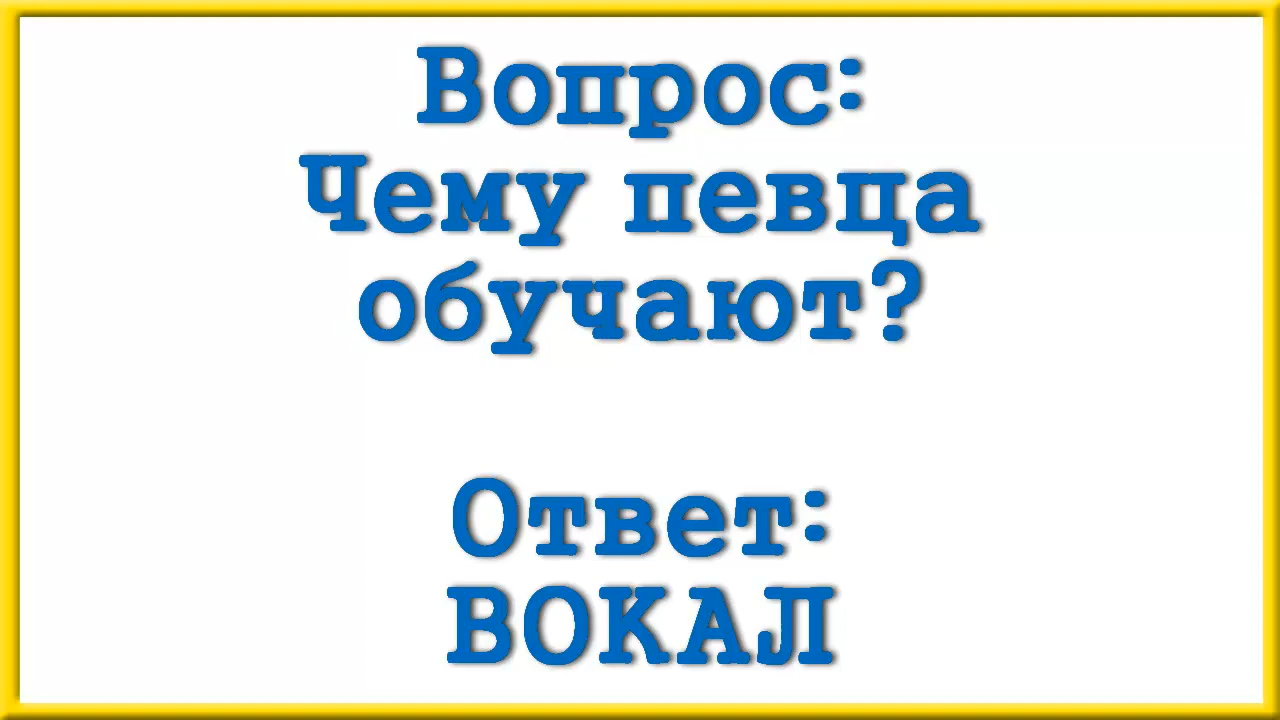 Вопрос:
Чему певца
обучают?
Ответ:
ВОКАЛ